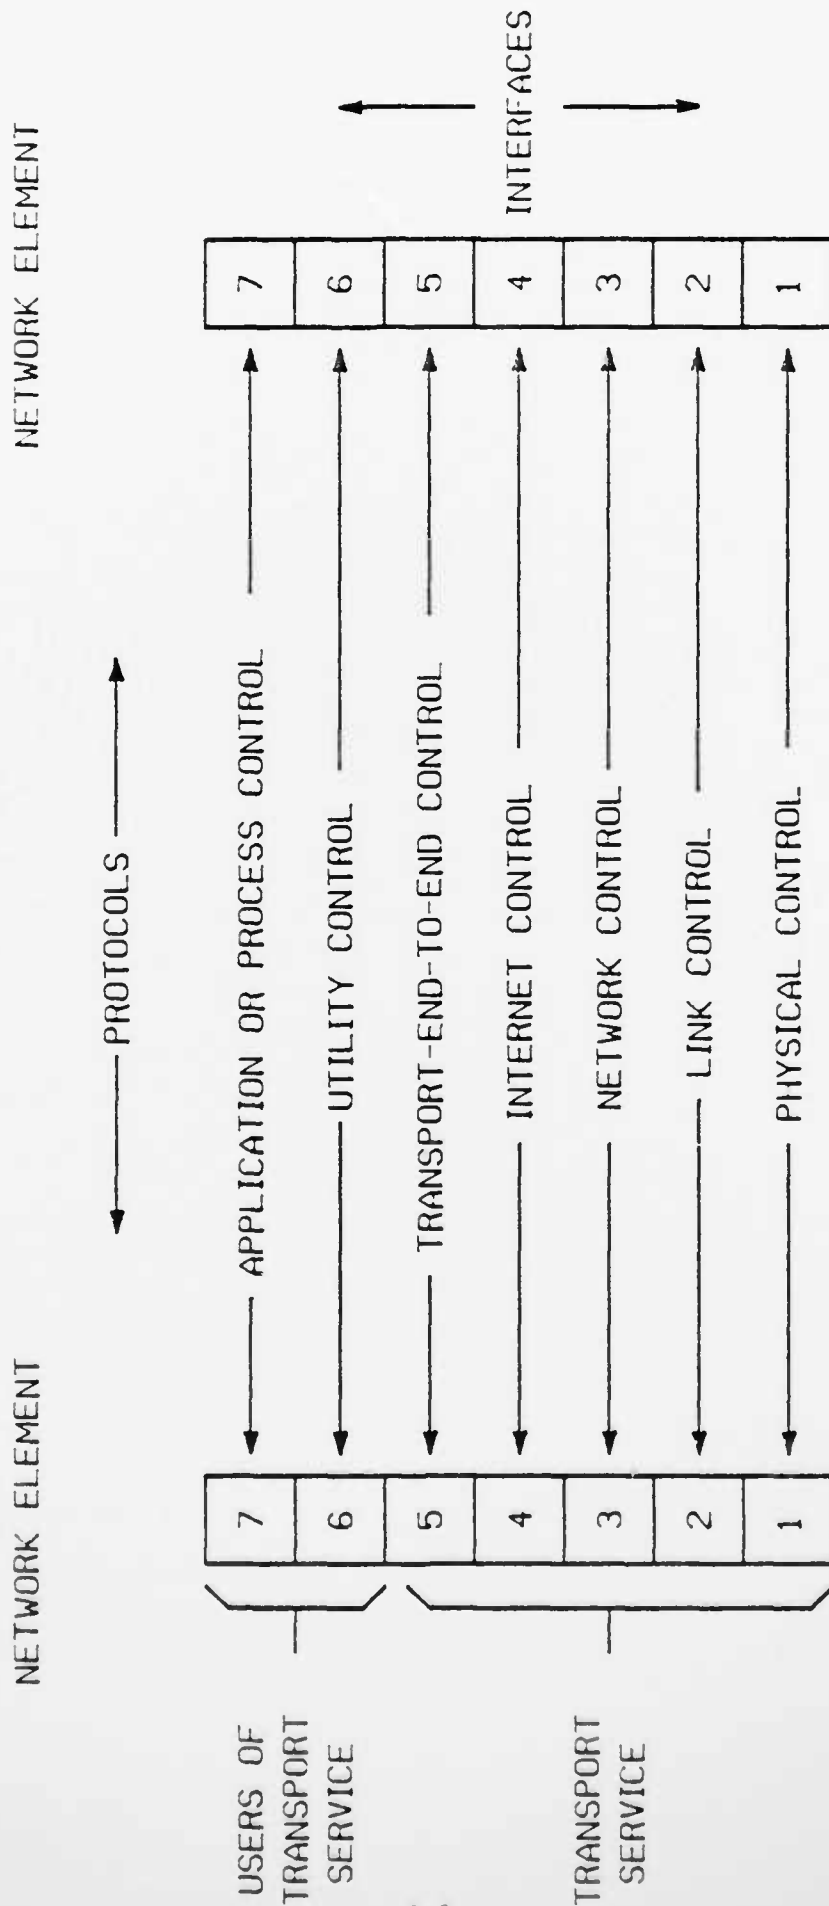 NETWORK ELEMENT
NETWORK ELEMENT
PROTOCOLS
USERS OF
TRANSPORT
SERVICE
7
APPLICATION OR PROCESS CONTROL
7
6
UTILITY CONTROL
6
5
TRANSPORT-END-TO-END CONTROL
5
TRANSPORT
SERVICE
4
INTERNET CONTROL
4
INTERFACES
3
NETWORK CONTROL
3
2
LINK CONTROL
2
1
PHYSICAL CONTROL
1